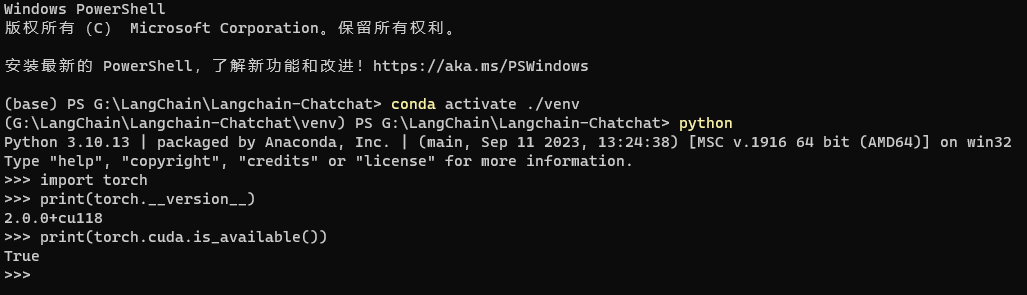 Windows PowerShell
版权所有 (C) Microsoft Corporation。保留所有权利。
安装最新的 PowerShell，了解新功能和改进！https://aka.ms/PSWindows
(base) PS G:\LangChain\Langchain-Chatchat> conda activate ./venv
(G:\LangChain\Langchain-Chatchat\venv) PS G:\LangChain\Langchain-Chatchat> python
Python 3.10.13 | packaged by Anaconda, Inc. | (main, Sep 11 2023, 13:24:38) [MSC v.1916 64 bit (AMD64)] on win32
Type "help", "copyright", "credits" or "license" for more information.
>>> import torch
>>> print(torch.__version__)
2.0.0+cu118
>>> print(torch.cuda.is_available())
True
>>>